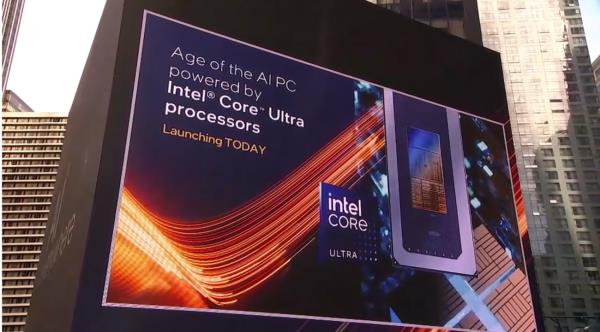 Age of the AI PC
powered by
Intel® Core™ Ultra
processors
Launching TODAY
intel
CORE
ULTRA